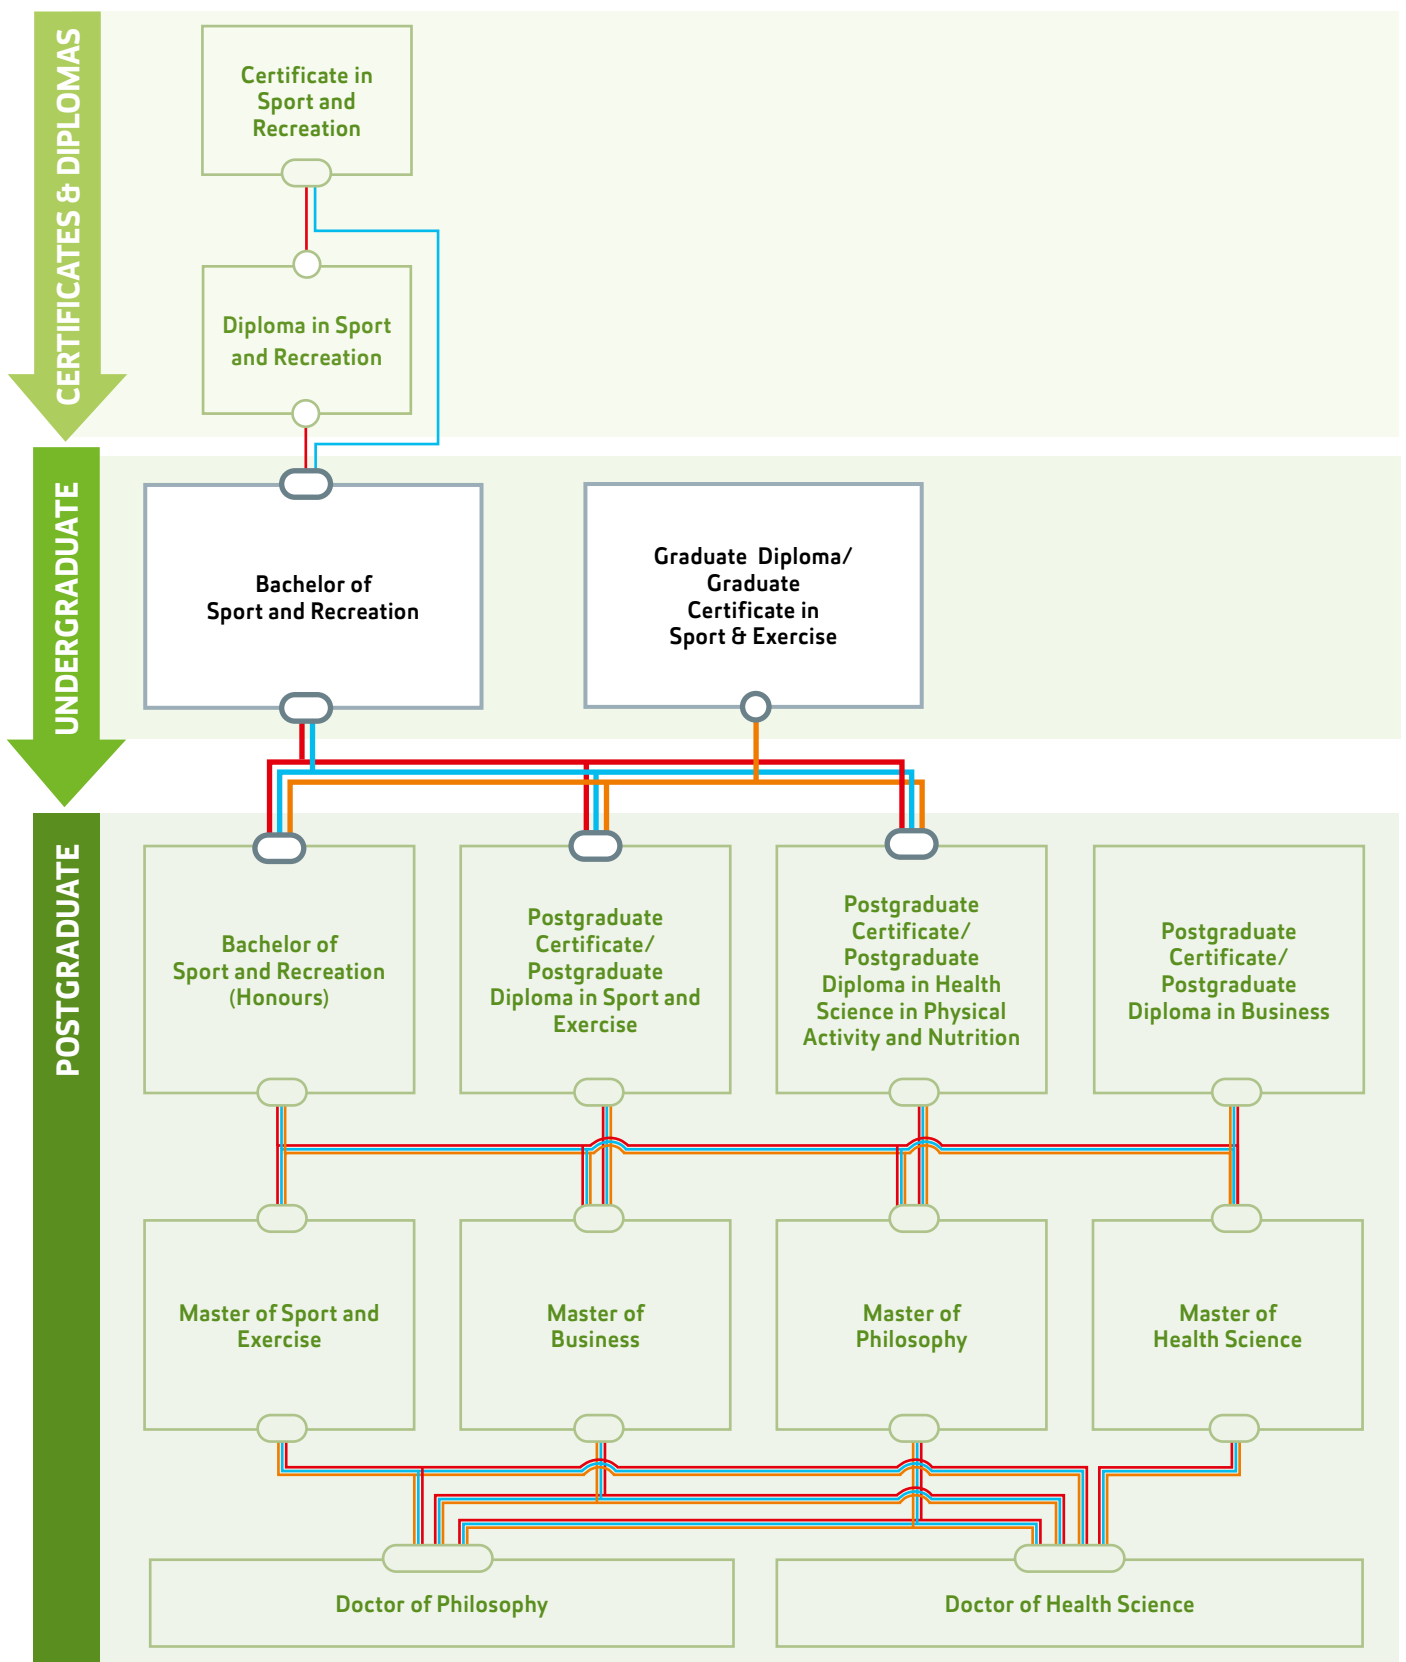 CERTIFICATES & DIPLOMAS
Certificate in
Sport and
Recreation
Diploma in Sport
and Recreation
UNDERGRADUATE
Bachelor of
Sport and Recreation
Graduate Diploma/
Graduate
Certificate in
Sport & Exercise
POSTGRADUATE
Bachelor of
Sport and Recreation
(Honours)
Postgraduate
Certificate/
Postgraduate
Diploma in Sport and
Exercise
Postgraduate
Certificate/
Postgraduate
Diploma in Health
Science in Physical
Activity and Nutrition
Postgraduate
Certificate/
Postgraduate
Diploma in Business
Master of Sport and
Exercise
Master of
Business
Master of
Philosophy
Master of
Health Science
Doctor of Philosophy
Doctor of Health Science